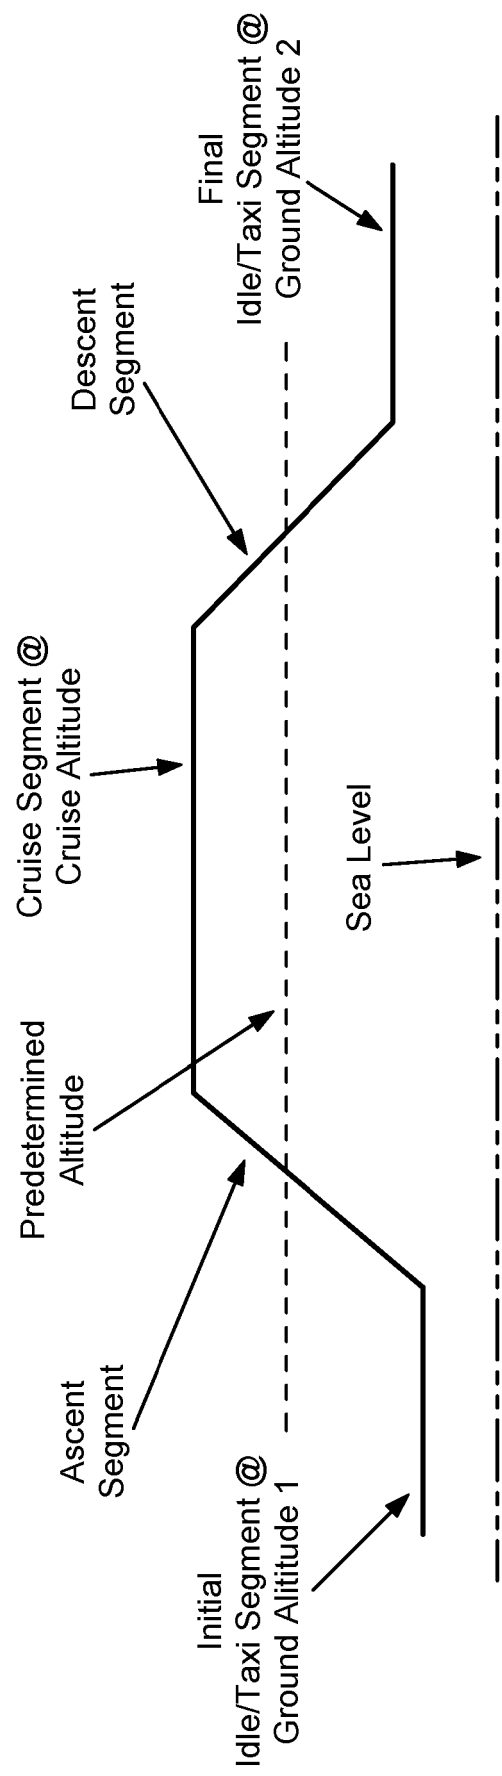 Initial
Idle/Taxi Segment @
Ground Alititude 1
Ascent
Segment
Predetermined
Altitude
Cruise Segment @
Cruise Altitude
Sea Level
Descent
Segment
Final
Idle/Taxi Segment @
Ground Altitude 2